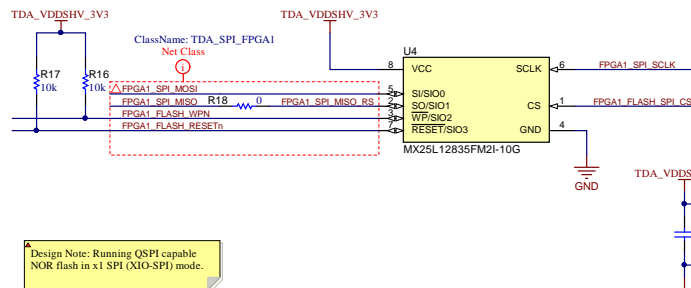 TDA_VDDSHV_3V3
TDA_VDDSHV_3V3
ClassName: TDA_SPI_FPGA1
Net Class
i
R17
10k
R16
10k
U4
8
VCC
SCLK
6
FPGA1_SPI_SCLK
FPGA1_SPI_MOSI
5
SI/SIO0
FPGA1_SPI_MISO
R18
0
FPGA1_SPI_MISO_RS
2
SO/SIO1
CS
1
FPGA1_FLASH_SPI_CS
FPGA1_FLASH_WPN
3
WP/SIO2
FPGA1_FLASH_RESETn
7
RESET/SIO3
GND
4
MX25L12835FM2I-10G
GND
TDA_VDDS
Design Note: Running QSPI capable
NOR flash in x1 SPI (XIO-SPI) mode.